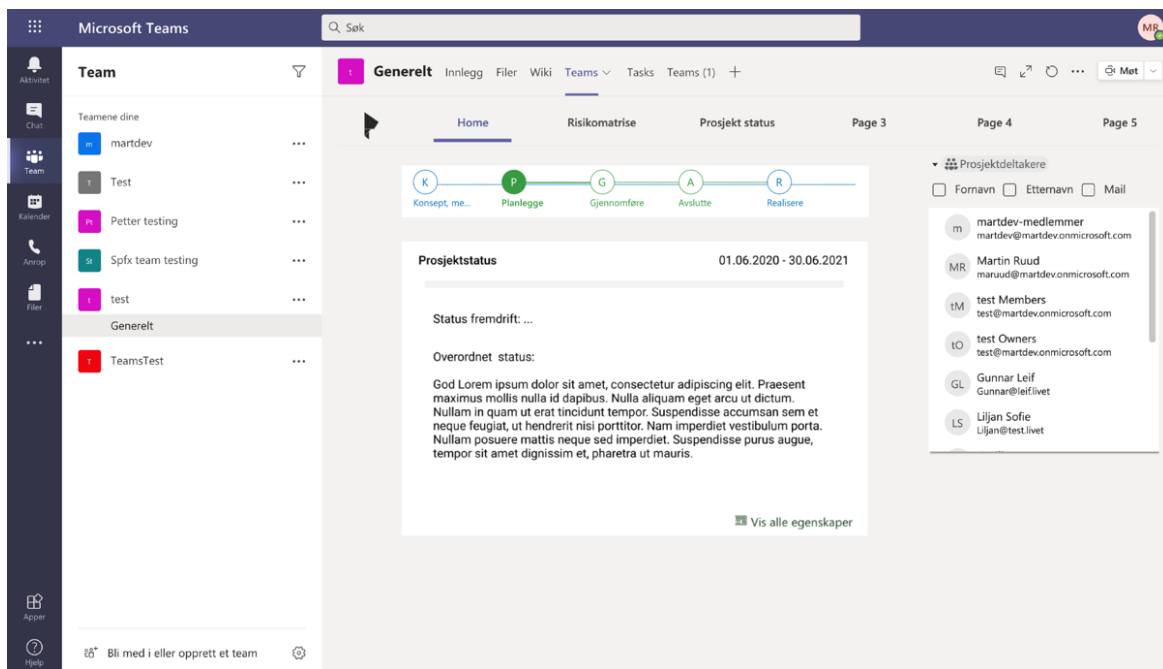 Microsoft Teams
Søk
MR
Aktivitet
Chat
Team
Kalender
Anrop
Filer
Apper
Hjelp
Team
Teamene dine
m martdev
T Test
Pt Petter testing
St Spfx team testing
t test
Generelt
T TeamsTest
Bli med i eller opprett et team
t Generelt Innlegg Filer Wiki Teams Tasks Teams (1)
Møt
Home Risikomatrise Prosjekt status Page 3 Page 4 Page 5
K P G A R
Konsept, me... Planlegge Gjennomføre Avslutte Realisere
Prosjektstatus 01.06.2020 - 30.06.2021
Status fremdrift: ...
Overordnet status:
God Lorem ipsum dolor sit amet, consectetur adipiscing elit. Praesent
maximus mollis nulla id dapibus. Nulla aliquam eget arcu ut dictum.
Nullam in quam ut erat tincidunt tempor. Suspendisse accumsan sem et
neque feugiat, ut hendrerit nisi porttitor. Nam imperdiet vestibulum porta.
Nullam posuere mattis neque sed imperdiet. Suspendisse purus augue,
tempor sit amet dignissim et, pharetra ut mauris.
Vis alle egenskaper
Prosjektdeltakere
Fornavn Etternavn Mail
m martdev-medlemmer
martdev@martdev.onmicrosoft.com
MR Martin Ruud
maruud@martdev.onmicrosoft.com
tM test Members
test@martdev.onmicrosoft.com
tO test Owners
test@martdev.onmicrosoft.com
GL Gunnar Leif
Gunnar@leif.livet
LS Liljan Sofie
Liljan@test.livet